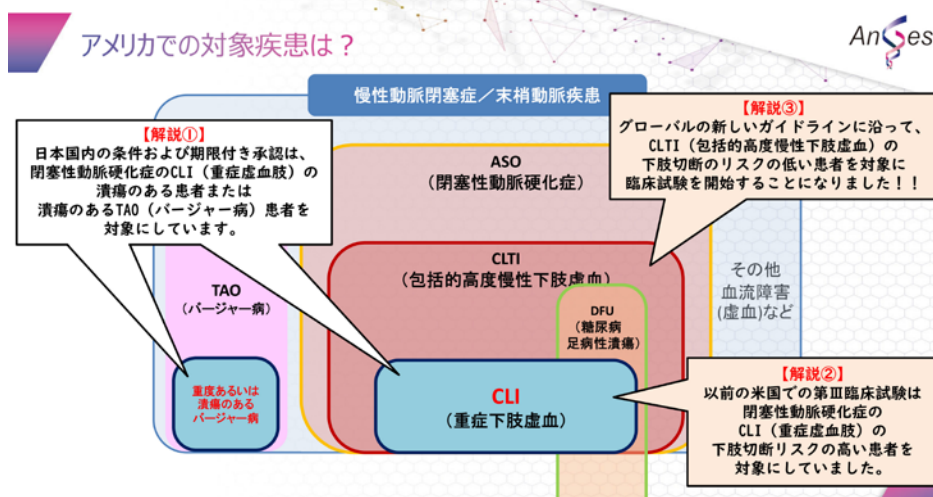 アメリカでの対象疾患は？
AnGes
慢性動脈閉塞症／末梢動脈疾患
【解説①】
日本国内の条件および期限付き承認は、
閉塞性動脈硬化症のCLI（重症虚血肢）の
潰瘍のある患者または
潰瘍のあるTAO（バージャー病）患者を
対象にしています。
【解説③】
グローバルの新しいガイドラインに沿って、
CLTI（包括的高度慢性下肢虚血）の
下肢切断のリスクの低い患者を対象に
臨床試験を開始することになりました！！
ASO
（閉塞性動脈硬化症）
CLTI
（包括的高度慢性下肢虚血）
TAO
（バージャー病）
その他
血流障害
(虚血)など
DFU
（糖尿病
足病性潰瘍）
重度あるいは
潰瘍のある
バージャー病
CLI
（重症下肢虚血）
【解説②】
以前の米国での第Ⅲ臨床試験は
閉塞性動脈硬化症の
CLI（重症虚血肢）の
下肢切断リスクの高い患者を
対象にしていました。